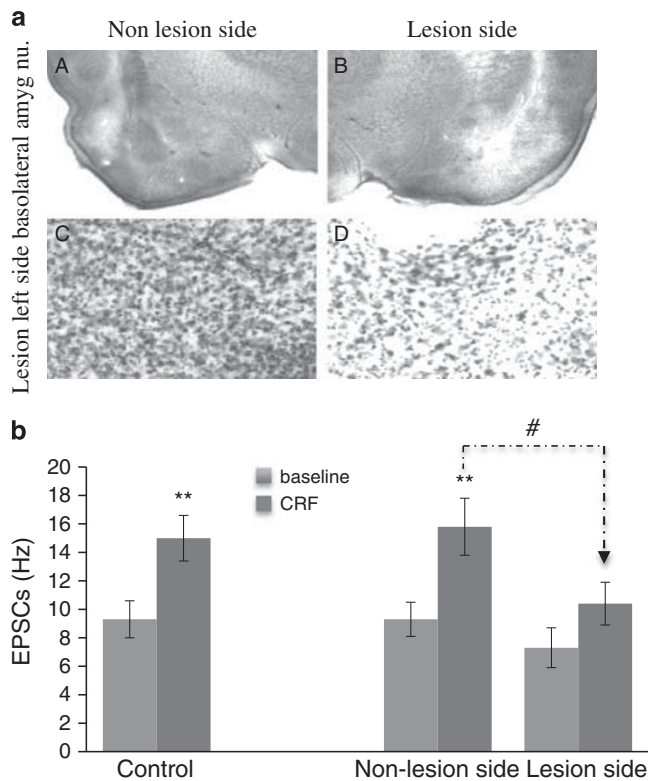 a
Non lesion side
Lesion side
Lesion left side basolateral amyg nu.
A
B
C
D
b
#
baseline
CRF
**
**
EPSCs (Hz)
20
18
16
14
12
10
8
6
4
2
0
Control
Non-lesion side
Lesion side